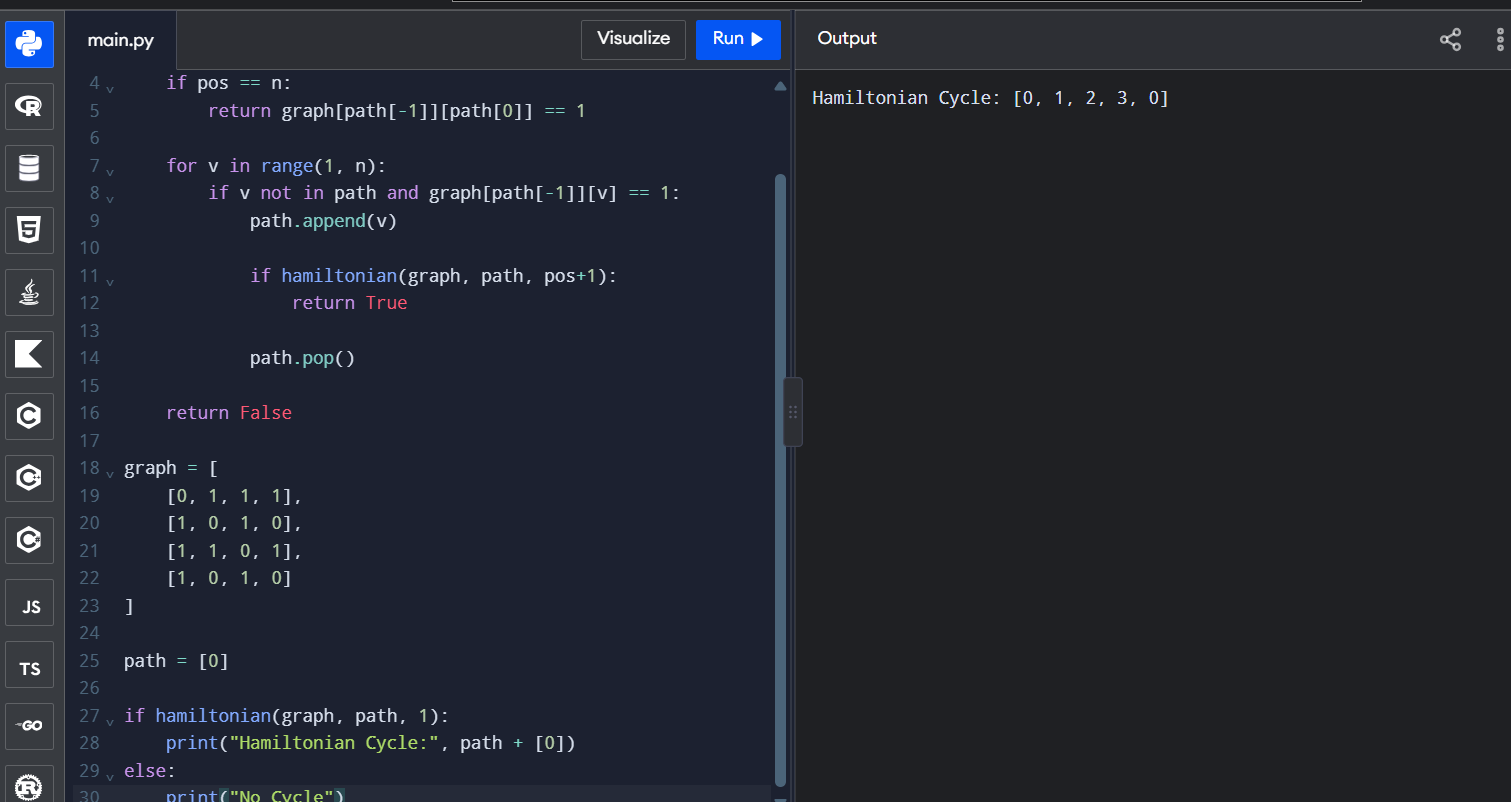 main.py
Visualize
Run
Output
4 if pos == n:
5 return graph[path[-1]][path[0]] == 1
6
7 for v in range(1, n):
8 if v not in path and graph[path[-1]][v] == 1:
9 path.append(v)
10
11 if hamiltonian(graph, path, pos+1):
12 return True
13
14 path.pop()
15
16 return False
17
18 graph = [
19 [0, 1, 1, 1],
20 [1, 0, 1, 0],
21 [1, 1, 0, 1],
22 [1, 0, 1, 0]
23 ]
24
25 path = [0]
26
27 if hamiltonian(graph, path, 1):
28 print("Hamiltonian Cycle:", path + [0])
29 else:
30 print("No Cycle")
Hamiltonian Cycle: [0, 1, 2, 3, 0]
R
5
C
C++
C#
JS
TS
GO
R